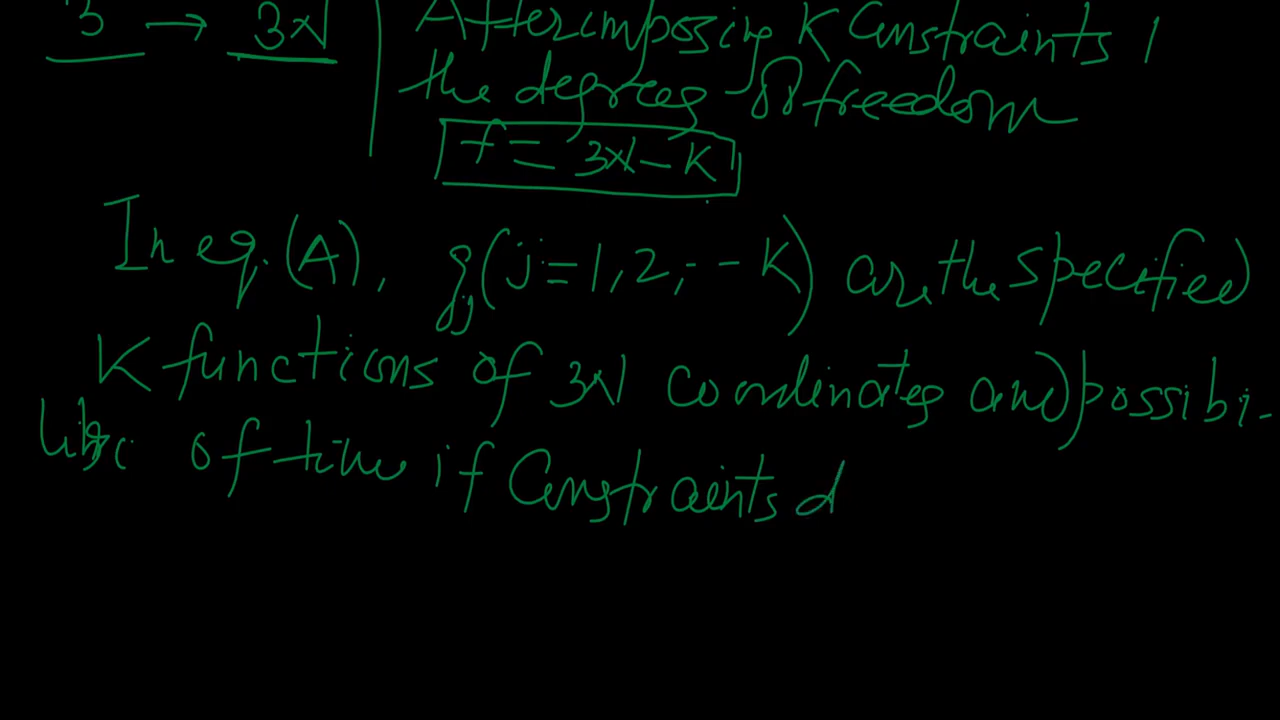 3 → 3N After imposing K Constraints,
the degrees of freedom
f = 3N - K
In eq. (A), gj (j = 1, 2, - - K) are the specified
K functions of 3N coordinates and possibi-
of time if Constraints d